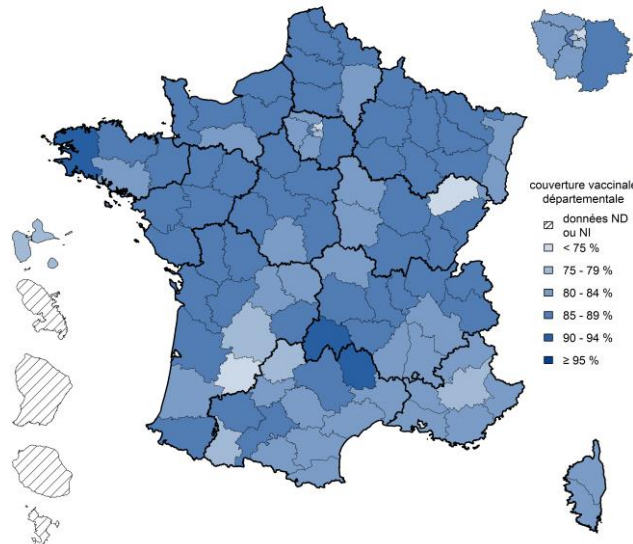 couverture vaccinale
départementale
données ND
ou NI
< 75 %
75 - 79 %
80 - 84 %
85 - 89 %
90 - 94 %
≥ 95 %